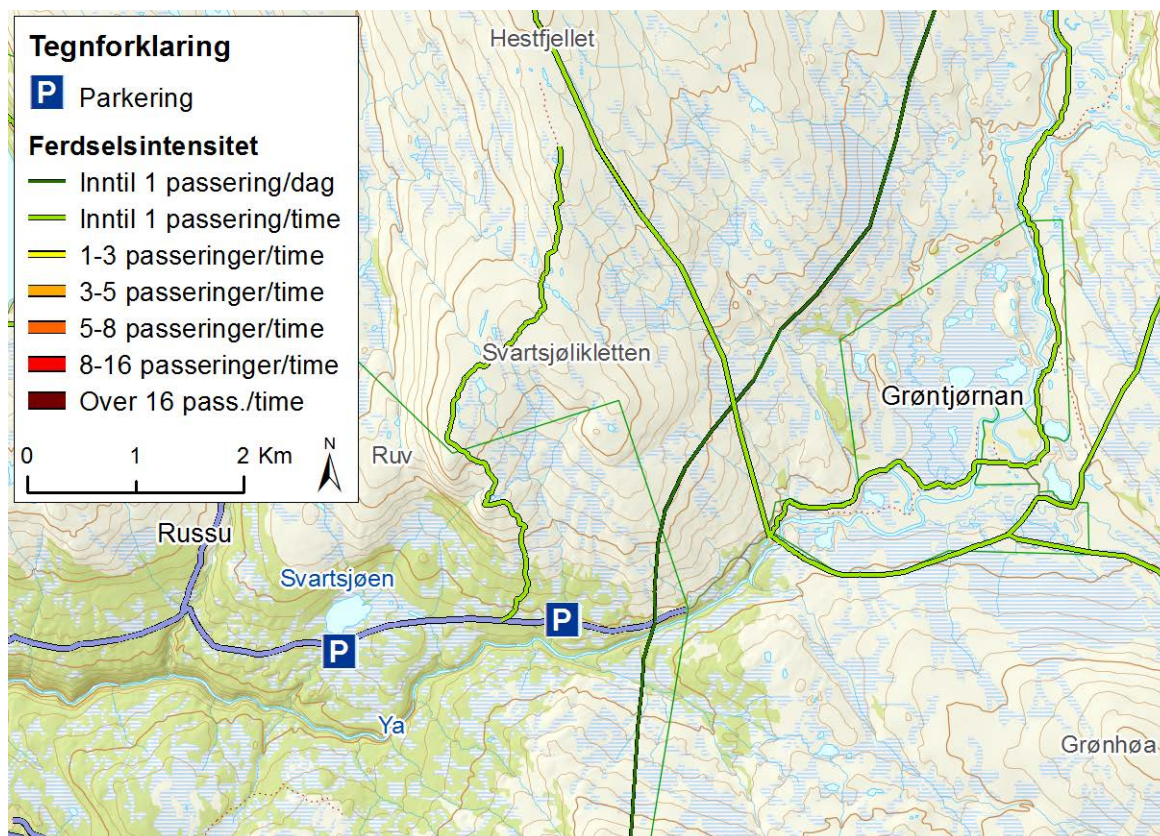 Tegnforklaring
P Parkering
Ferdselsintensitet
Inntil 1 passering/dag
Inntil 1 passering/time
1-3 passeringer/time
3-5 passeringer/time
5-8 passeringer/time
8-16 passeringer/time
Over 16 pass./time
0 1 2 Km
N
Hestfjellet
Svartsjølikletten
Grøntjørnan
Ruv
Russu
Svartsjøen
P
P
Ya
Grønhøa